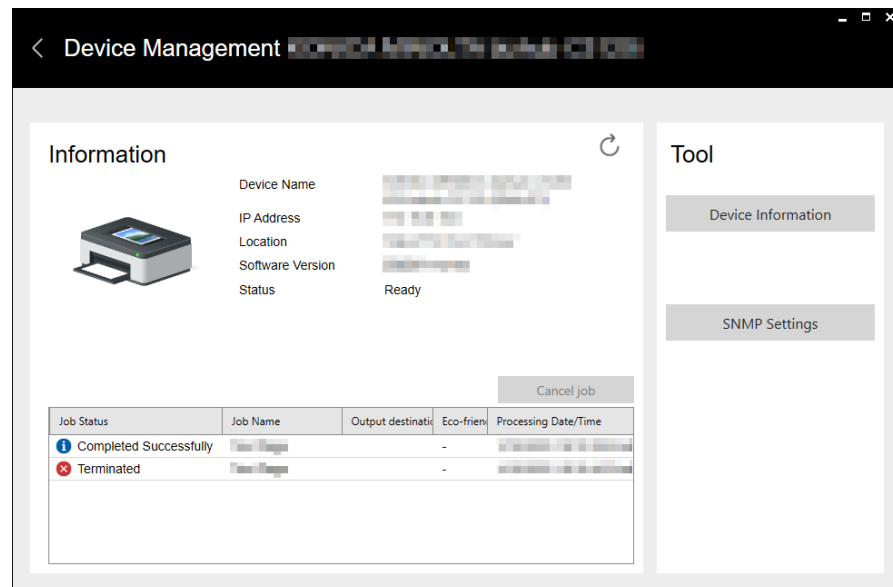 Device Management
Information
Tool
Device Name
Device Information
IP Address
Location
Software Version
Status Ready
SNMP Settings
Cancel job
Job Status Job Name Output destinatic Eco-frien Processing Date/Time
Completed Successfully -
Terminated -